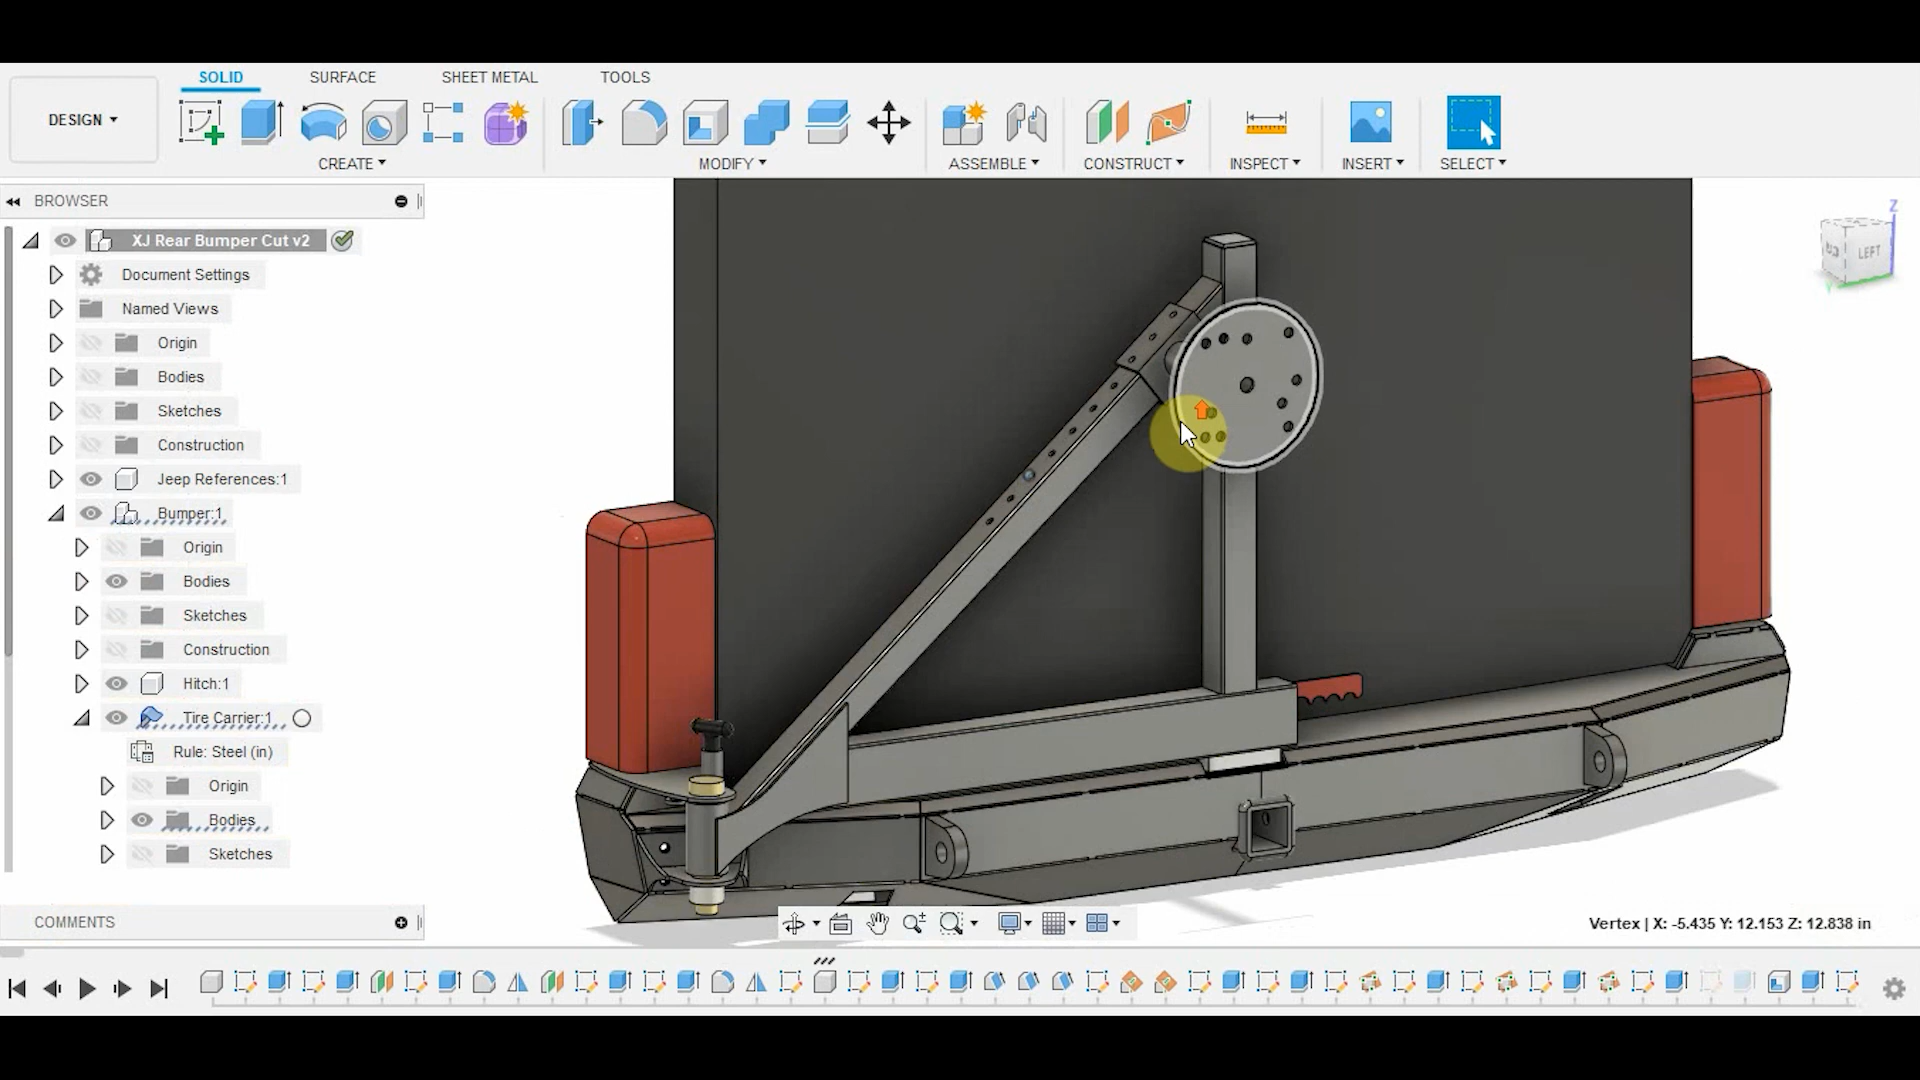 SOLID SURFACE SHEET METAL TOOLS
DESIGN
CREATE MODIFY ASSEMBLE CONSTRUCT INSPECT INSERT SELECT
BROWSER
XJ Rear Bumper Cut v2
Document Settings
Named Views
Origin
Bodies
Sketches
Construction
Jeep References:1
Bumper:1
Origin
Bodies
Sketches
Construction
Hitch:1
Tire Carrier:1
Rule: Steel (in)
Origin
Bodies
Sketches
Z
LEFT
Y
COMMENTS
Vertex | X: -5.435 Y: 12.153 Z: 12.838 in